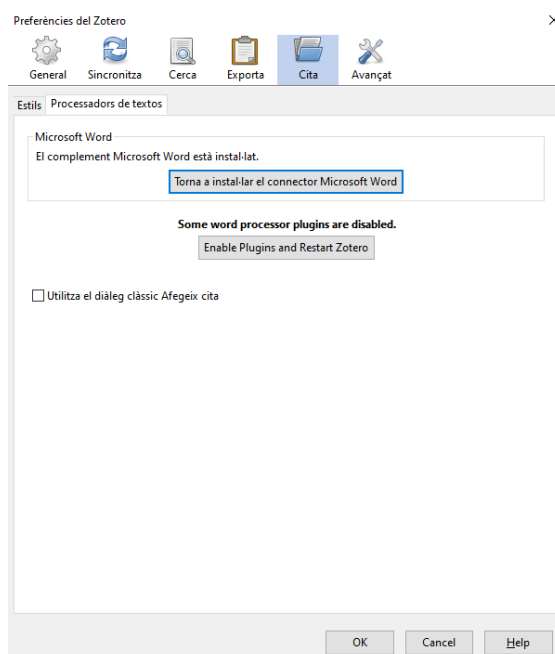 Preferències del Zotero
General Sincronitza Cerca Exporta Cita Avançat
Estils Processadors de textos
Microsoft Word
El complement Microsoft Word està instal·lat.
Torna a instal·lar el connector Microsoft Word
Some word processor plugins are disabled.
Enable Plugins and Restart Zotero
Utilitza el diàleg clàssic Afegeix cita
OK Cancel Help